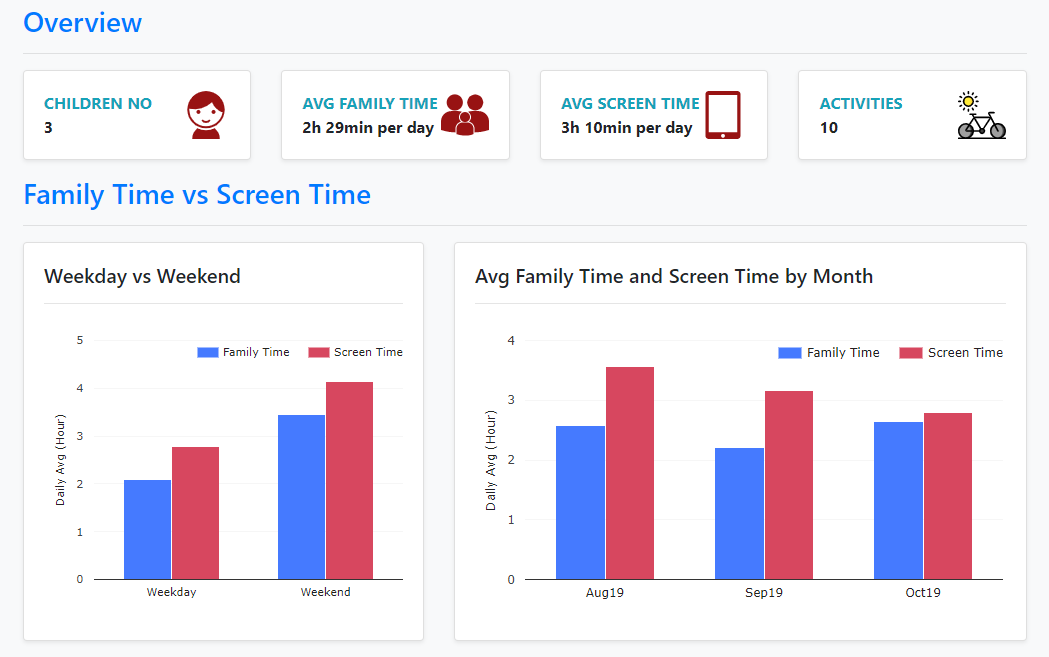 Overview
CHILDREN NO
3
AVG FAMILY TIME
2h 29min per day
AVG SCREEN TIME
3h 10min per day
ACTIVITIES
10
Family Time vs Screen Time
Weekday vs Weekend
Family Time
Screen Time
Daily Avg (Hour)
5
4
3
2
1
0
Weekday
Weekend
Avg Family Time and Screen Time by Month
Family Time
Screen Time
Daily Avg (Hour)
4
3
2
1
0
Aug19
Sep19
Oct19